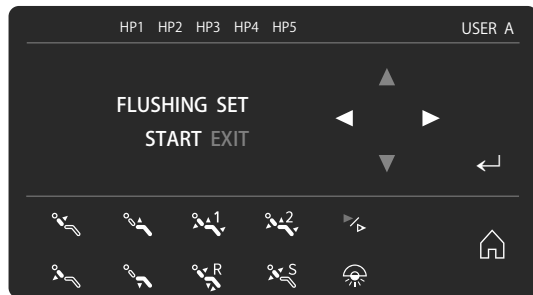 HP1 HP2 HP3 HP4 HP5 USER A
FLUSHING SET
START EXIT
1 2
R S